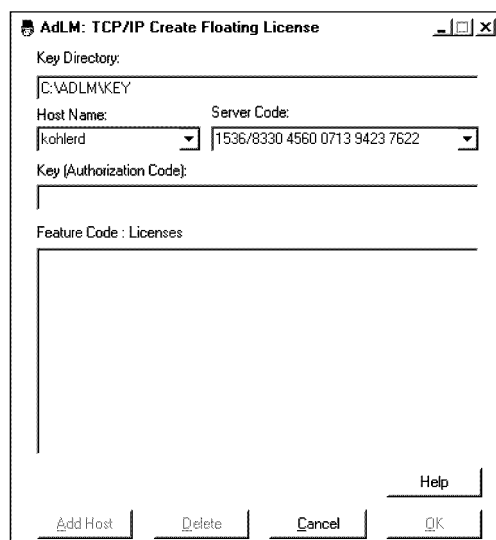 AdLM: TCP/IP Create Floating License
Key Directory:
C:\ADLM\KEY
Host Name: Server Code:
kohlerd 1536/8330 4560 0713 9423 7622
Key (Authorization Code):
Feature Code : Licenses
Help
Add Host Delete Cancel OK